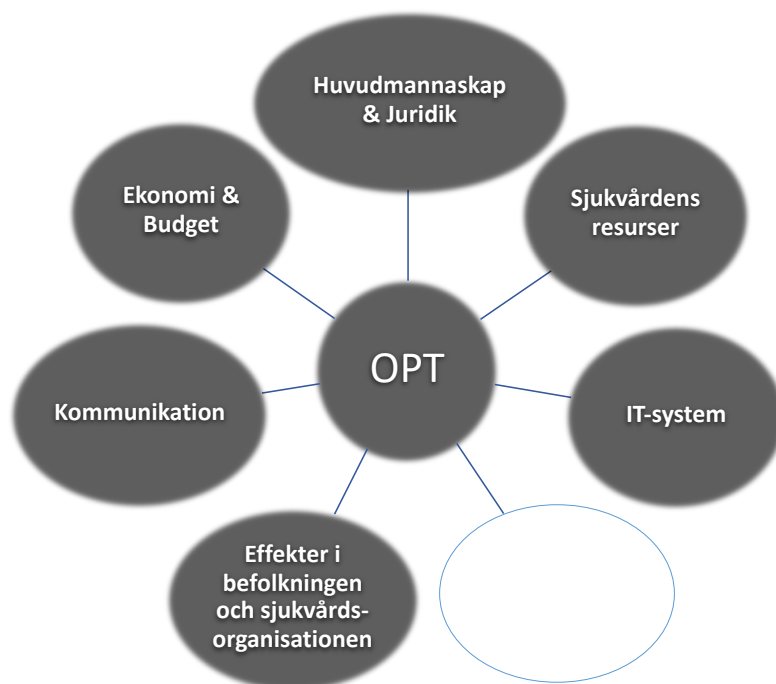 Huvudmannaskap
& Juridik
Ekonomi &
Budget
Sjukvårdens
resurser
OPT
Kommunikation
IT-system
Effekter i
befolkningen
och sjukvårds-
organisationen